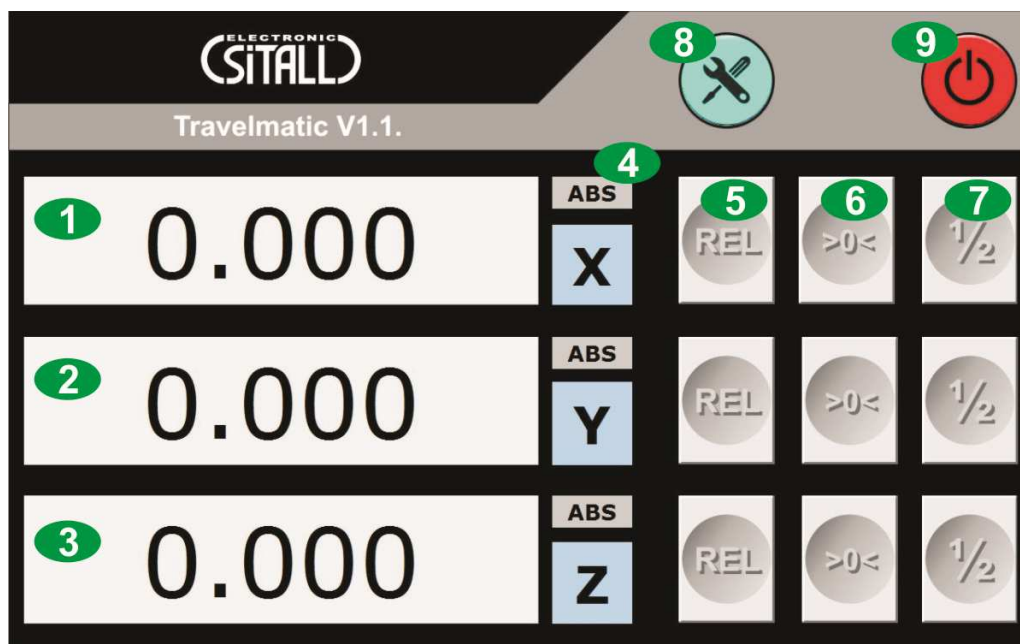 ELECTRONIC
SiTALL
8
9
Travelmatic V1.1.
4
1
0.000
ABS
X
5
REL
6
>0<
7
1/2
2
0.000
ABS
Y
REL
>0<
1/2
3
0.000
ABS
Z
REL
>0<
1/2